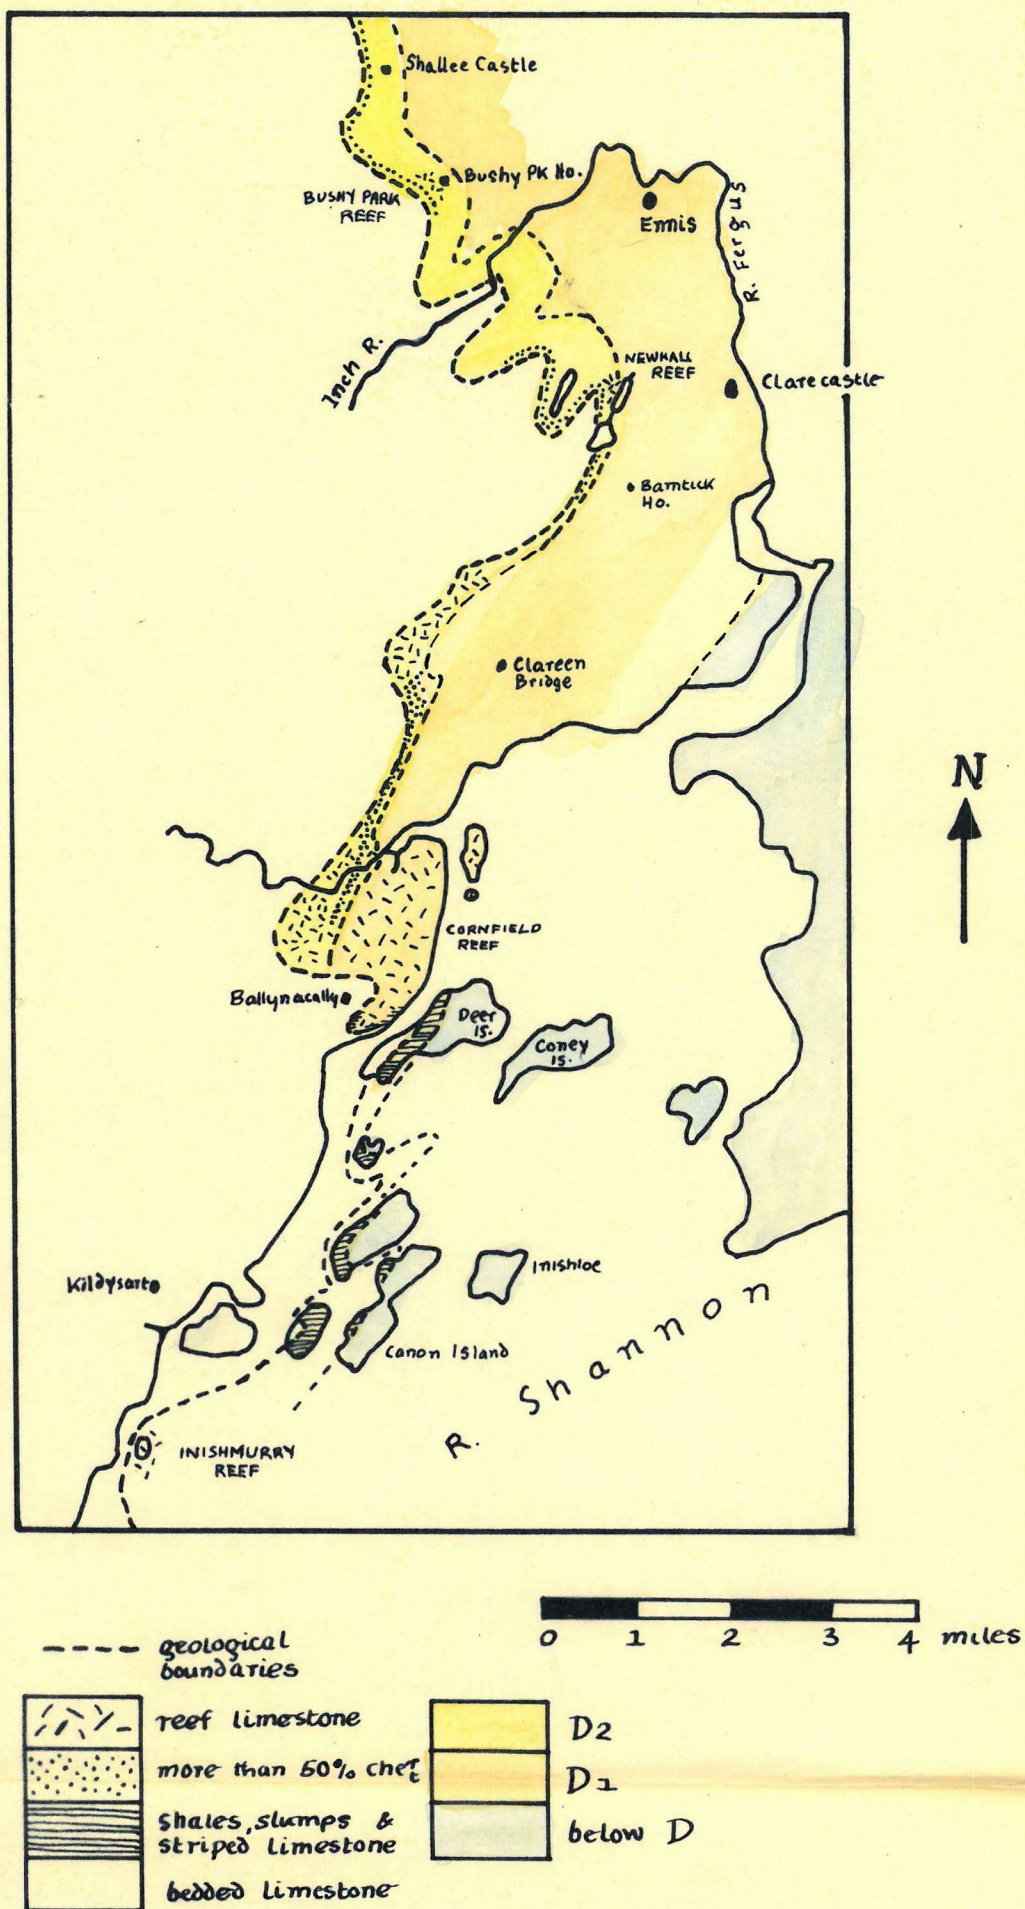 Shallee Castle
Bushy Pk Ho.
BUSHY PARK
REEF
Ennis
R. Fergus
Inch R.
NEWHALL
REEF
Clarecastle
Barntick
Ho.
Clareen
Bridge
N
CORNFIELD
REEF
Ballynacally
Deer
Is.
Coney
Is.
Inishloe
Kildysart
Canon Island
R. Shannon
INISHMURRY
REEF
0 1 2 3 4 miles
geological
boundaries
reef limestone
more than 50% chert
shales, slumps &
striped limestone
bedded limestone
D2
D1
below D